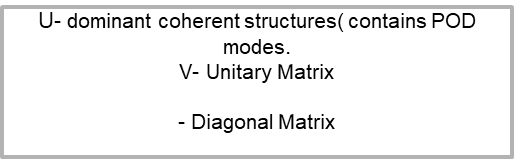 U- dominant coherent structures( contains POD
modes.
V- Unitary Matrix
- Diagonal Matrix